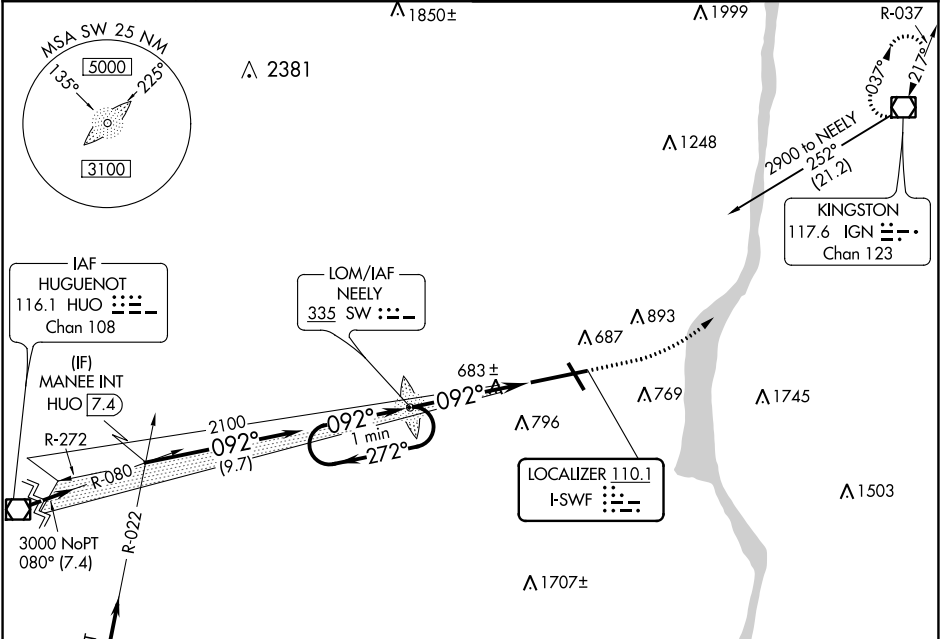 1850±
1999
R-037
MSA SW 25 NM
5000
135°
225°
3100
2381
037°
217°
1248
2900 to NEELY
252°
(21.2)
KINGSTON
117.6 IGN
Chan 123
IAF
HUGUENOT
116.1 HUO
Chan 108
LOM/IAF
NEELY
335 SW
(IF)
MANEE INT
HUO 7.4
893
687
683±
769
1745
796
092°
092°
092°
2100
1 min
272°
(9.7)
R-272
R-080
R-022
3000 NoPT
080° (7.4)
LOCALIZER 110.1
I-SWF
1503
1707±